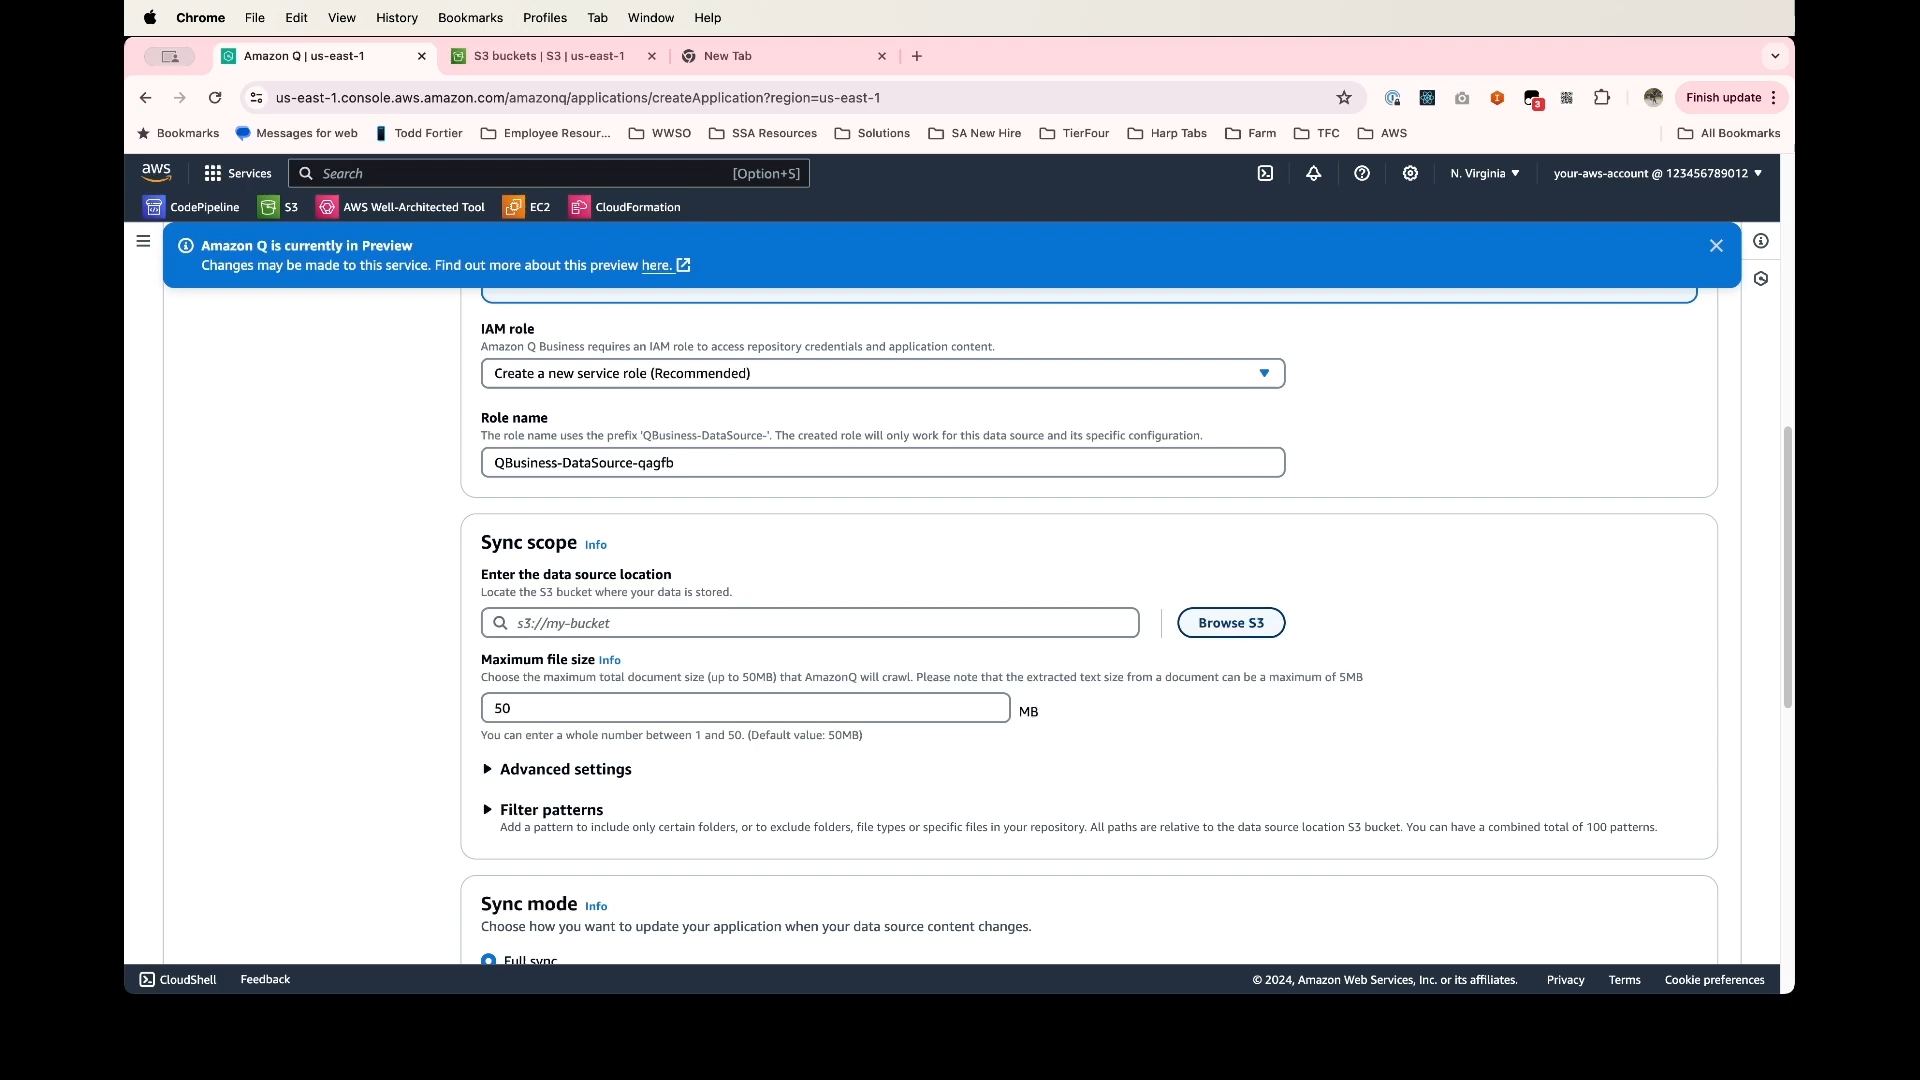 Chrome File Edit View History Bookmarks Profiles Tab Window Help
Amazon Q | us-east-1 S3 buckets | S3 | us-east-1 New Tab
us-east-1.console.aws.amazon.com/amazonq/applications/createApplication?region=us-east-1 3 Finish update
Bookmarks Messages for web Todd Fortier Employee Resour... WWSO SSA Resources Solutions SA New Hire TierFour Harp Tabs Farm TFC AWS All Bookmarks
aws Services Search [Option+S] N. Virginia your-aws-account @ 123456789012
CodePipeline S3 AWS Well-Architected Tool EC2 CloudFormation
Amazon Q is currently in Preview
Changes may be made to this service. Find out more about this preview here.
IAM role
Amazon Q Business requires an IAM role to access repository credentials and application content.
Create a new service role (Recommended)
Role name
The role name uses the prefix 'QBusiness-DataSource-'. The created role will only work for this data source and its specific configuration.
QBusiness-DataSource-qagfb
Sync scope Info
Enter the data source location
Locate the S3 bucket where your data is stored.
s3://my-bucket Browse S3
Maximum file size Info
Choose the maximum total document size (up to 50MB) that AmazonQ will crawl. Please note that the extracted text size from a document can be a maximum of 5MB
50 MB
You can enter a whole number between 1 and 50. (Default value: 50MB)
Advanced settings
Filter patterns
Add a pattern to include only certain folders, or to exclude folders, file types or specific files in your repository. All paths are relative to the data source location S3 bucket. You can have a combined total of 100 patterns.
Sync mode Info
Choose how you want to update your application when your data source content changes.
Full sync
CloudShell Feedback © 2024, Amazon Web Services, Inc. or its affiliates. Privacy Terms Cookie preferences